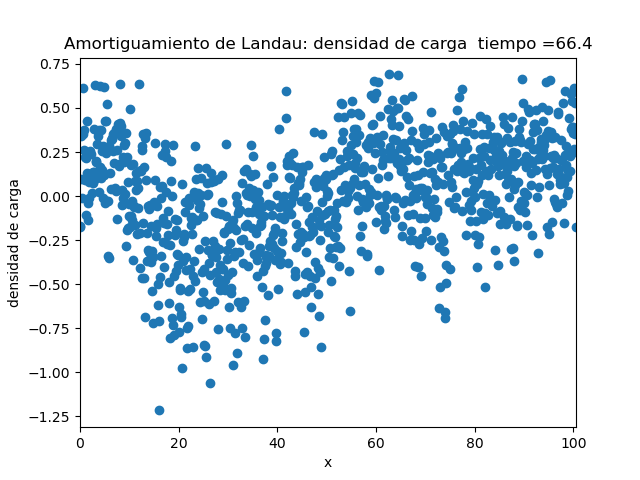 Amortiguamiento de Landau: densidad de carga  tiempo =66.4
0.75
0.50
0.25
0.00
−0.25
−0.50
−0.75
−1.00
−1.25
densidad de carga
0 20 40 60 80 100
x